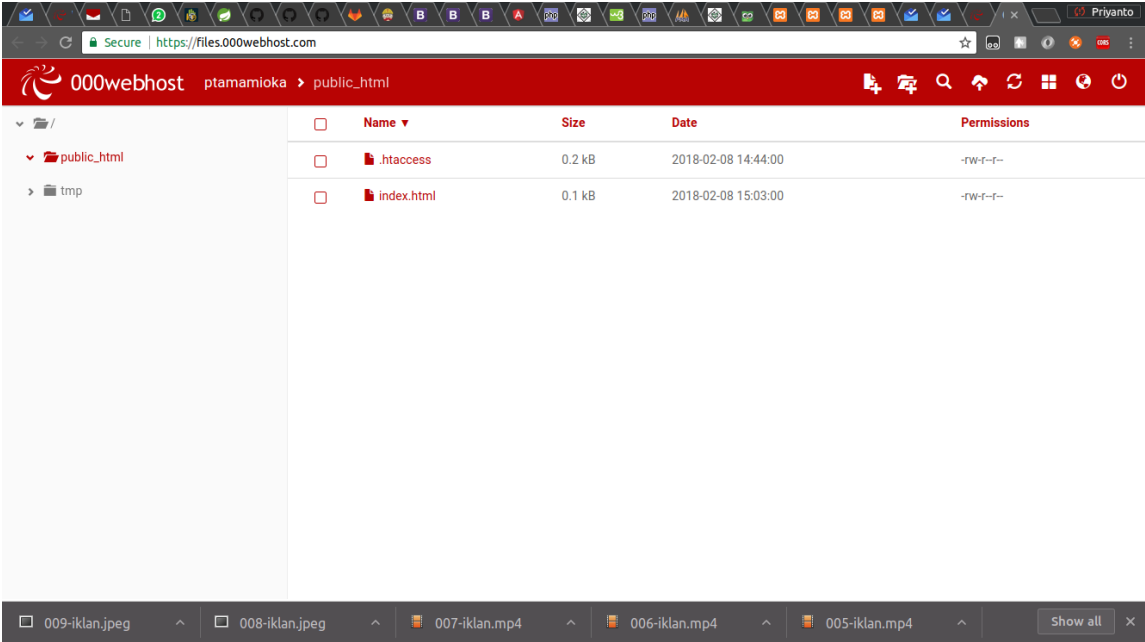 Priyanto
Secure https://files.000webhost.com
000webhost ptamamioka > public_html
/
public_html
tmp
Name ▼ Size Date Permissions
.htaccess 0.2 kB 2018-02-08 14:44:00 -rw-r--r--
index.html 0.1 kB 2018-02-08 15:03:00 -rw-r--r--
009-iklan.jpeg 008-iklan.jpeg 007-iklan.mp4 006-iklan.mp4 005-iklan.mp4 Show all